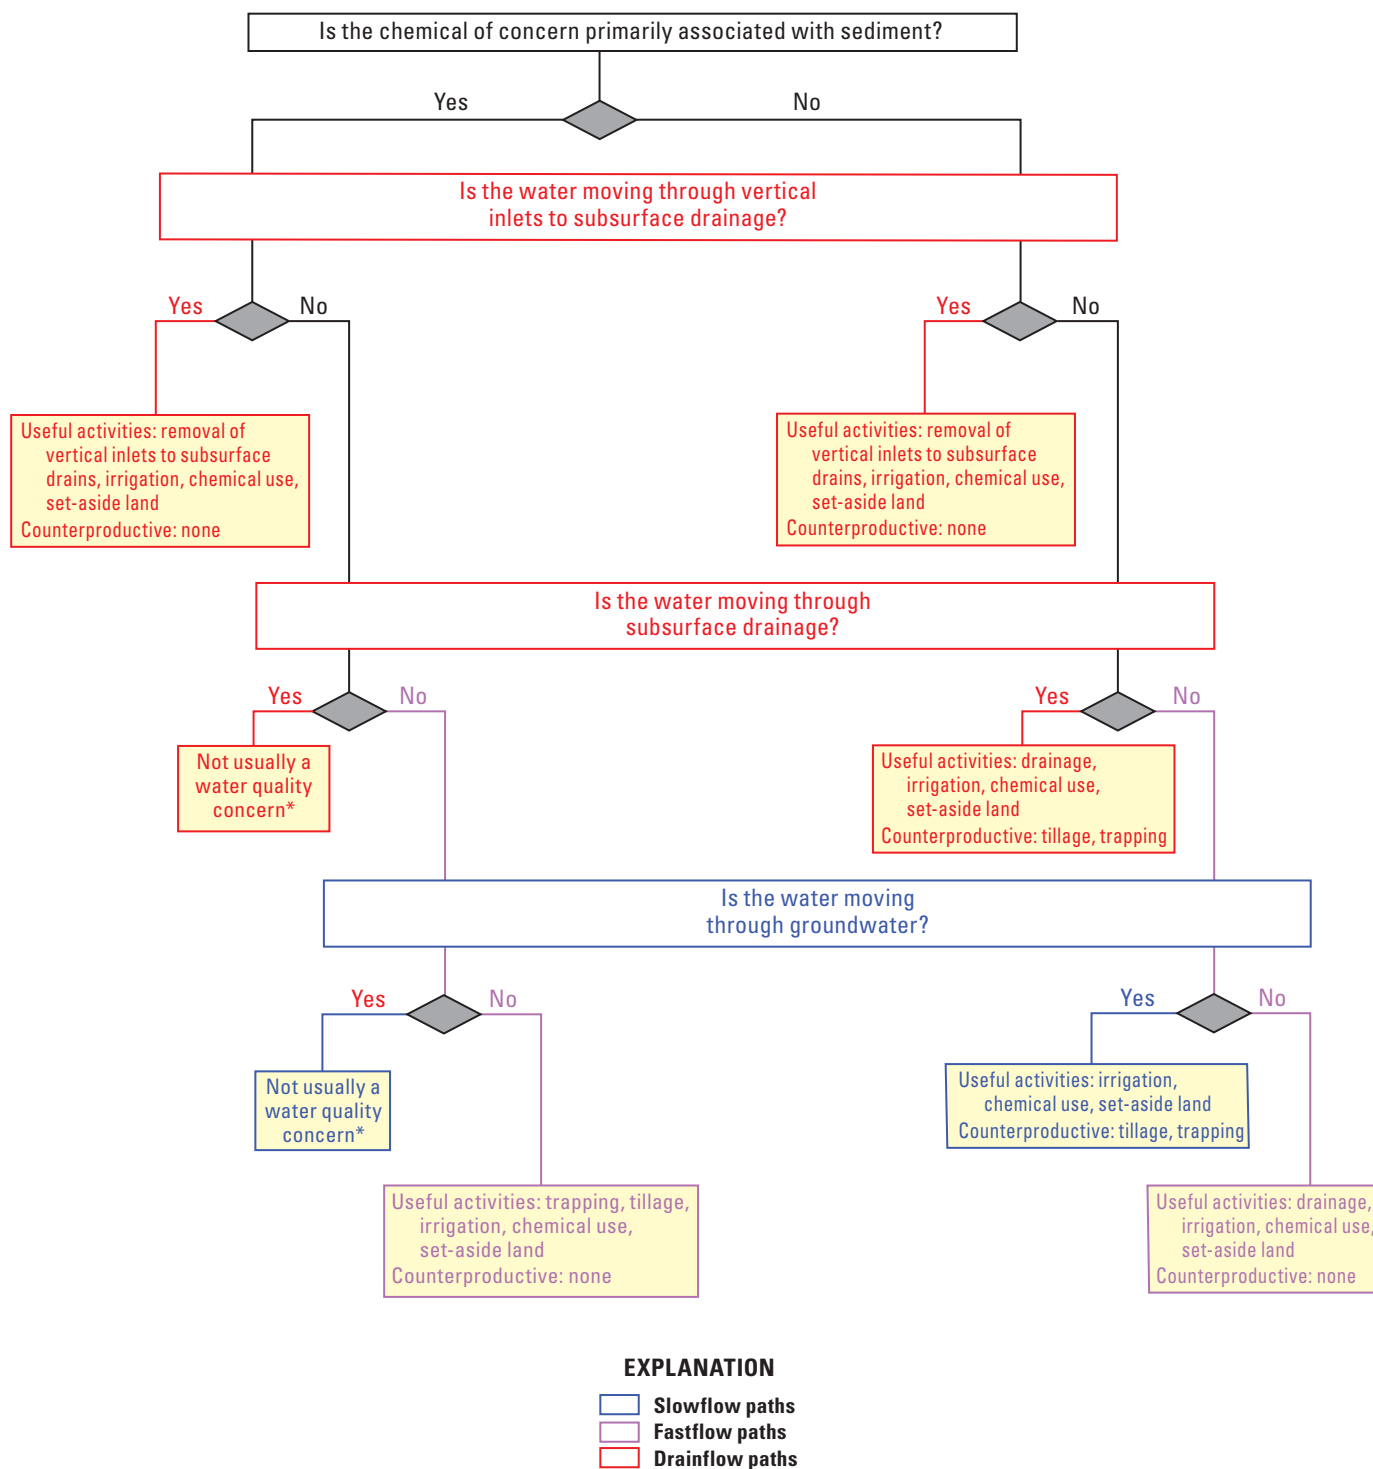 Is the chemical of concern primarily associated with sediment?
Yes
No
Is the water moving through vertical
inlets to subsurface drainage?
Yes
No
Yes
No
Useful activities: removal of
vertical inlets to subsurface
drains, irrigation, chemical use,
set-aside land
Counterproductive: none
Useful activities: removal of
vertical inlets to subsurface
drains, irrigation, chemical use,
set-aside land
Counterproductive: none
Is the water moving through
subsurface drainage?
Yes
No
Yes
No
Not usually a
water quality
concern*
Useful activities: drainage,
irrigation, chemical use,
set-aside land
Counterproductive: tillage, trapping
Is the water moving
through groundwater?
Yes
No
Yes
No
Not usually a
water quality
concern*
Useful activities: irrigation,
chemical use, set-aside land
Counterproductive: tillage, trapping
Useful activities: trapping, tillage,
irrigation, chemical use,
set-aside land
Counterproductive: none
Useful activities: drainage,
irrigation, chemical use,
set-aside land
Counterproductive: none
EXPLANATION
Slowflow paths
Fastflow paths
Drainflow paths